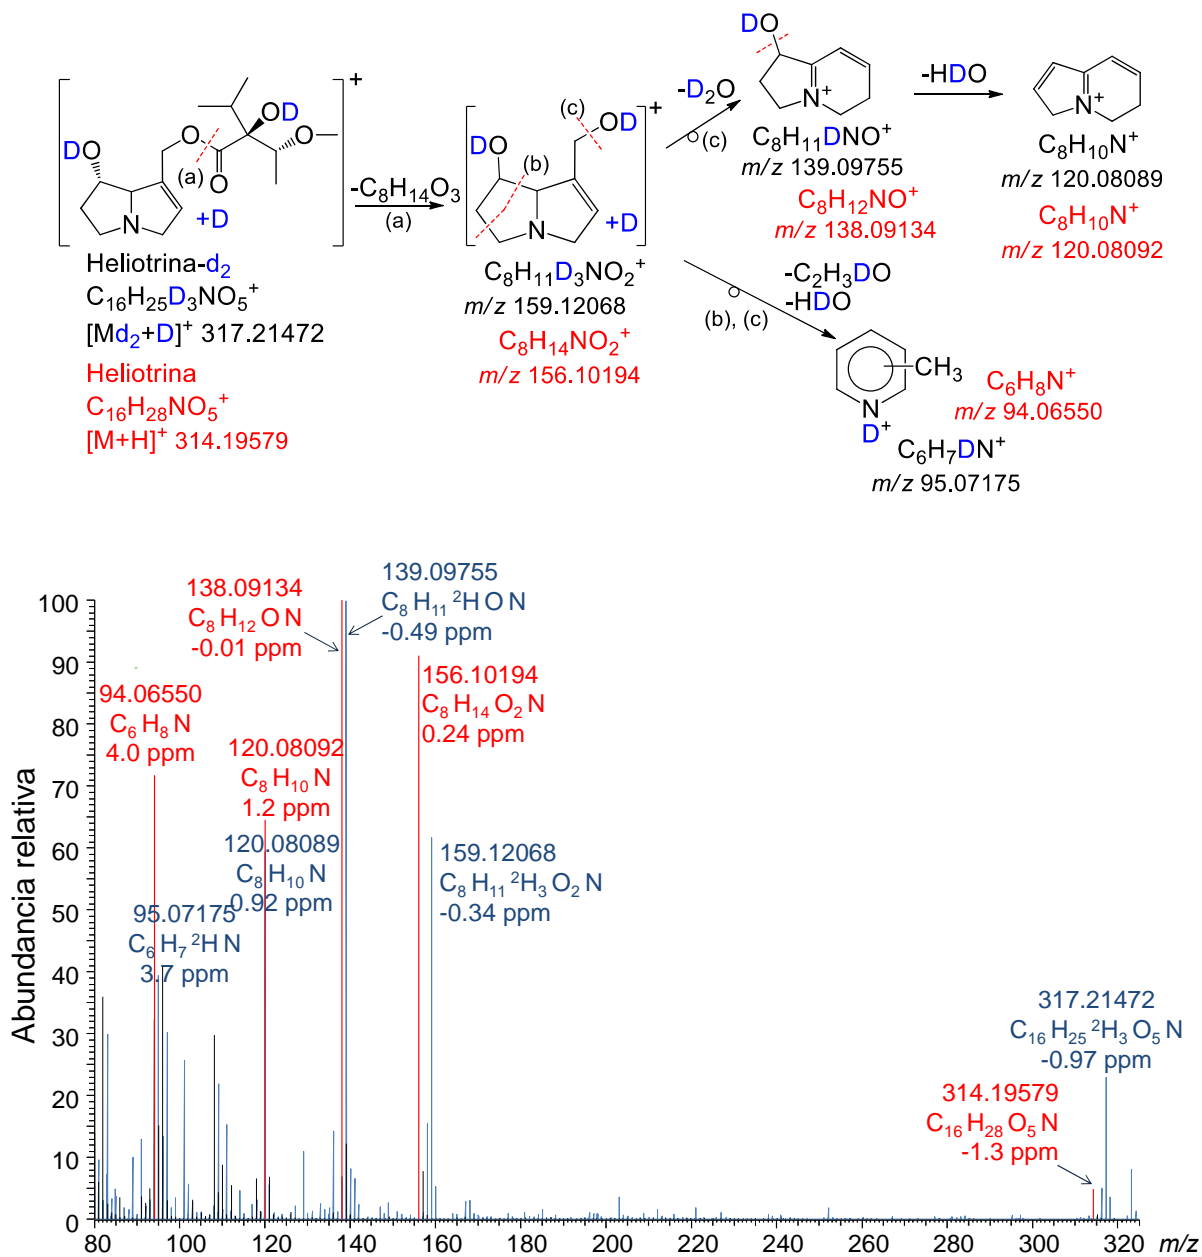 DO
OD
O
O
O
(a)
N
+D
+
Heliotrina-d₂
C₁₆H₂₅D₃NO₅⁺
[Md₂+D]⁺ 317.21472
Heliotrina
C₁₆H₂₈NO₅⁺
[M+H]⁺ 314.19579
-C₈H₁₄O₃
(a)
DO
(b)
(c)
OD
N
+D
+
C₈H₁₁D₃NO₂⁺
m/z 159.12068
C₈H₁₄NO₂⁺
m/z 156.10194
-D₂O
(c)
DO
N⁺
C₈H₁₁DNO⁺
m/z 139.09755
C₈H₁₂NO⁺
m/z 138.09134
-HDO
N⁺
C₈H₁₀N⁺
m/z 120.08089
C₈H₁₀N⁺
m/z 120.08092
-C₂H₃DO
-HDO
(b), (c)
CH₃
N
D⁺
C₆H₈N⁺
m/z 94.06550
C₆H₇DN⁺
m/z 95.07175
138.09134
C₈ H₁₂ O N
-0.01 ppm
139.09755
C₈ H₁₁ ²H O N
-0.49 ppm
94.06550
C₆ H₈ N
4.0 ppm
156.10194
C₈ H₁₄ O₂ N
0.24 ppm
120.08092
C₈ H₁₀ N
1.2 ppm
120.08089
C₈ H₁₀ N
0.92 ppm
159.12068
C₈ H₁₁ ²H₃ O₂ N
-0.34 ppm
95.07175
C₆ H₇ ²H N
3.7 ppm
317.21472
C₁₆ H₂₅ ²H₃ O₅ N
-0.97 ppm
314.19579
C₁₆ H₂₈ O₅ N
-1.3 ppm
Abundancia relativa
100
90
80
70
60
50
40
30
20
10
0
80 100 120 140 160 180 200 220 240 260 280 300 320 m/z